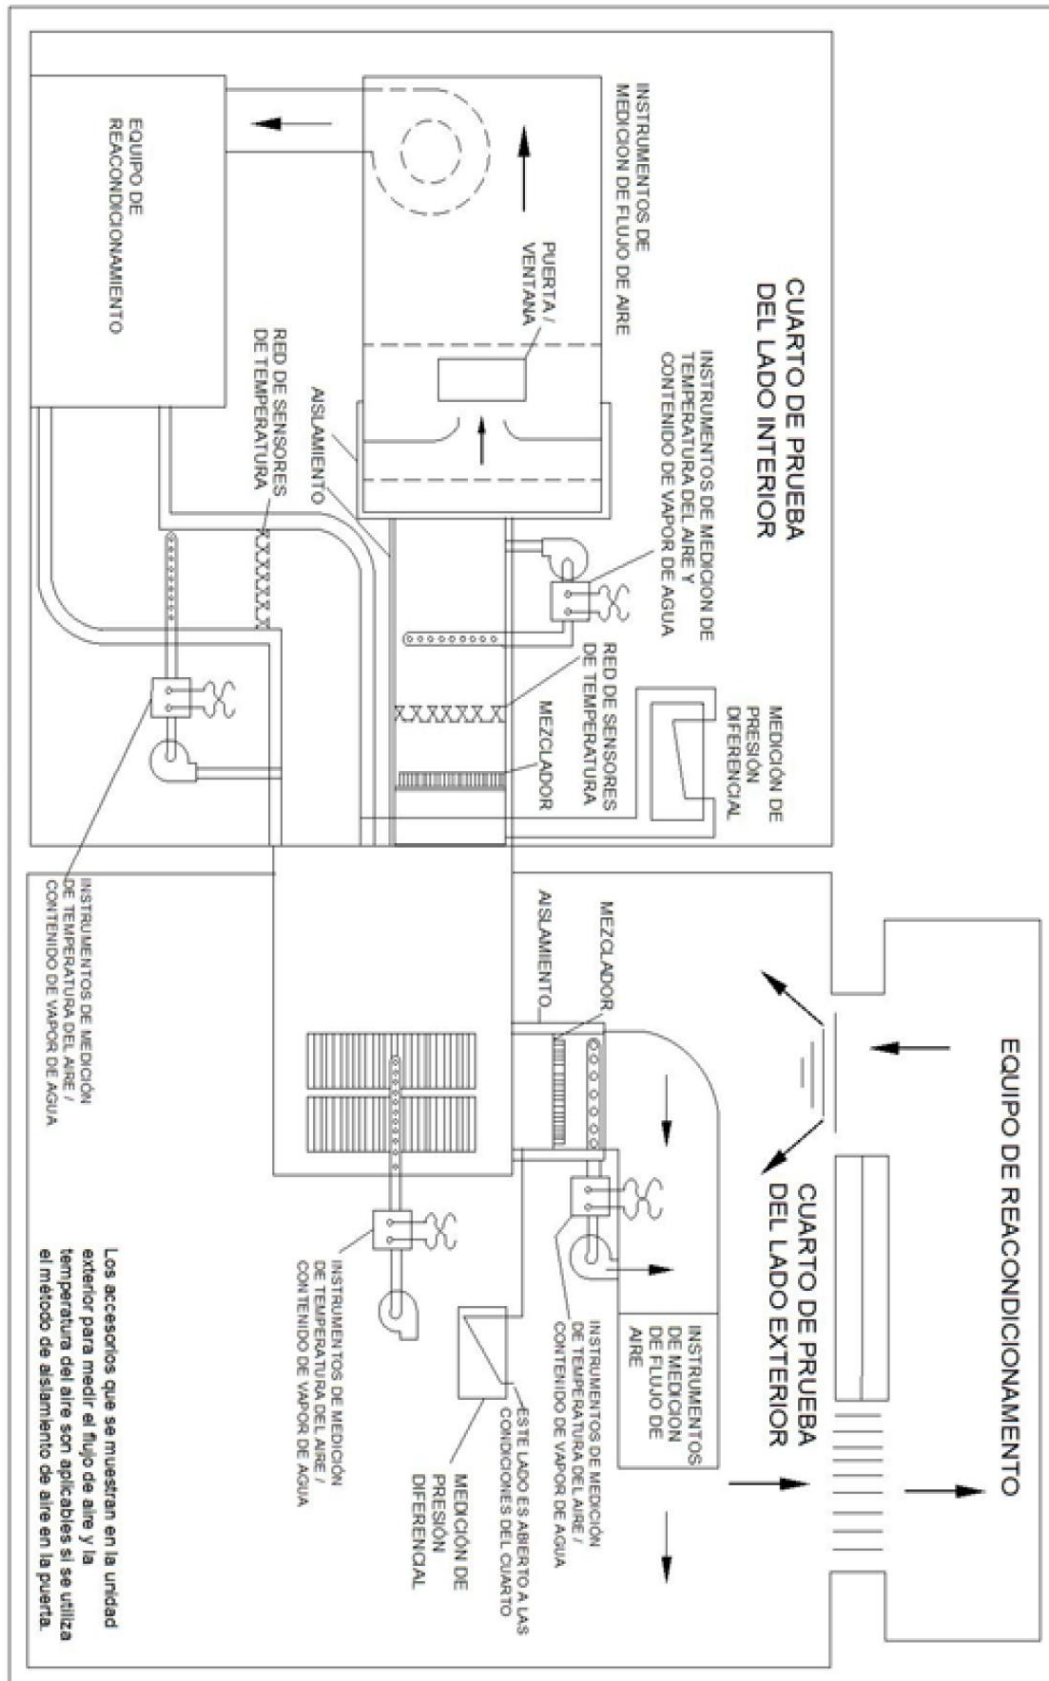 CUARTO DE PRUEBA
DEL LADO INTERIOR
INSTRUMENTOS DE
MEDICION DE FLUJO DE AIRE
PUERTA /
VENTANA
EQUIPO DE
REACONDICIONAMIENTO
INSTRUMENTOS DE MEDICION DE
TEMPERATURA DEL AIRE Y
CONTENIDO DE VAPOR DE AGUA
RED DE SENSORES
DE TEMPERATURA
AISLAMIENTO
RED DE SENSORES
DE TEMPERATURA
MEZCLADOR
MEDICIÓN DE
PRESIÓN
DIFERENCIAL
INSTRUMENTOS DE MEDICIÓN
DE TEMPERATURA DEL AIRE /
CONTENIDO DE VAPOR DE AGUA
EQUIPO DE REACONDICIONAMIENTO
CUARTO DE PRUEBA
DEL LADO EXTERIOR
MEZCLADOR
AISLAMIENTO
INSTRUMENTOS
DE MEDICION
DE FLUJO DE
AIRE
INSTRUMENTOS DE MEDICIÓN
DE TEMPERATURA DEL AIRE /
CONTENIDO DE VAPOR DE AGUA
ESTE LADO ES ABIERTO A LAS
CONDICIONES DEL CUARTO
MEDICIÓN DE
PRESIÓN
DIFERENCIAL
INSTRUMENTOS DE MEDICIÓN
DE TEMPERATURA DEL AIRE /
CONTENIDO DE VAPOR DE AGUA
Los accesorios que se muestran en la unidad
exterior para medir el flujo de aire y la
temperatura del aire son aplicables si se utiliza
el método de aislamiento de aire en la puerta.